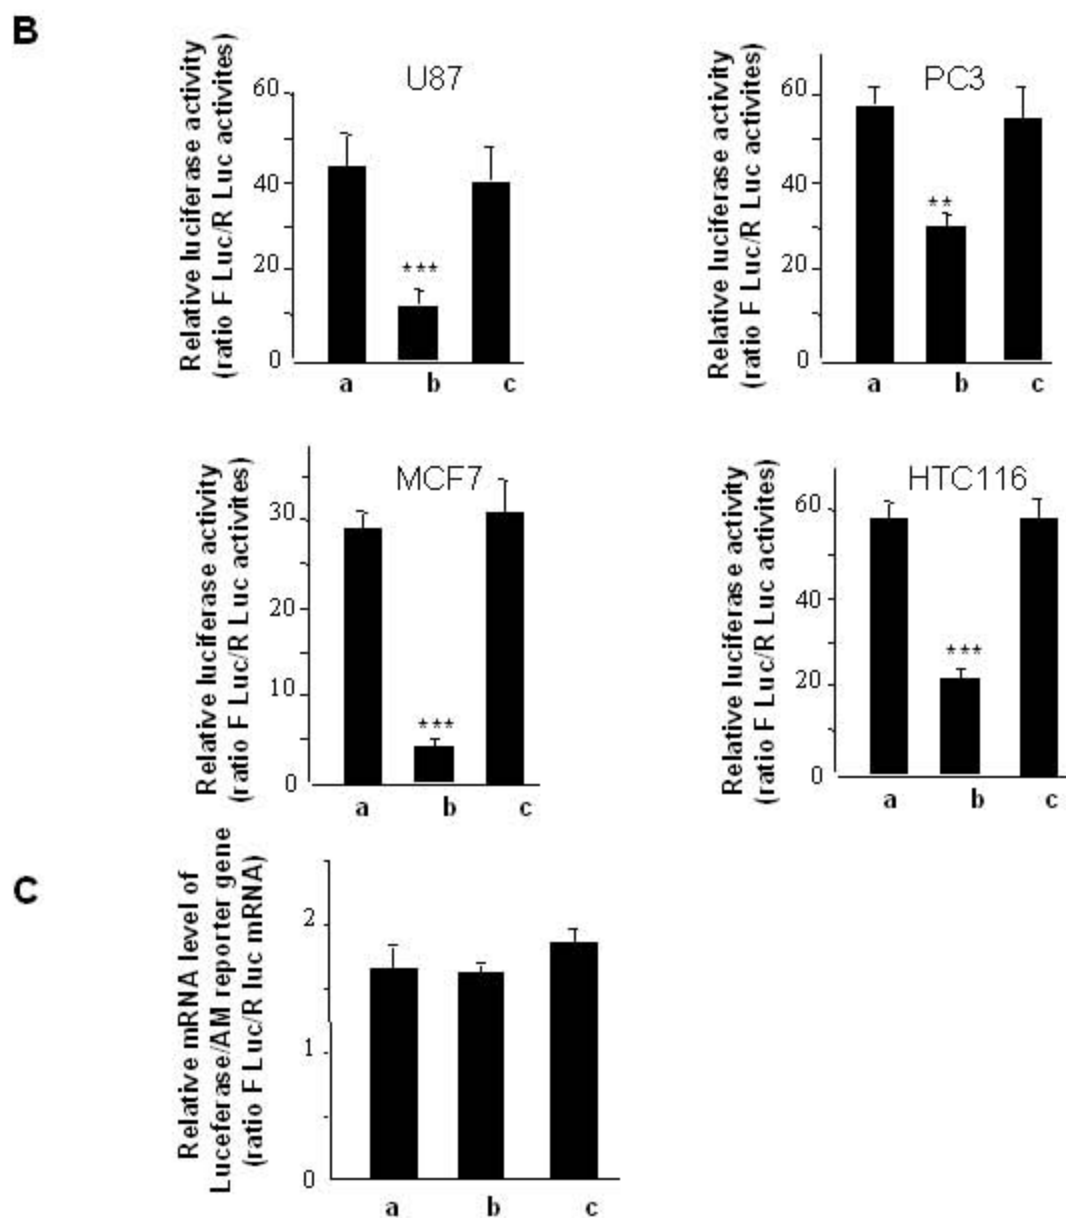 B
Relative luciferase activity
(ratio F Luc/R Luc activites)
U87
60
40
20
0
***
a b c
Relative luciferase activity
(ratio F Luc/R Luc activites)
PC3
60
40
20
0
**
a b c
Relative luciferase activity
(ratio F Luc/R Luc activites)
MCF7
30
20
10
0
***
a b c
Relative luciferase activity
(ratio F Luc/R Luc activites)
HTC116
60
40
20
0
***
a b c
C
Relative mRNA level of
Luceferase/AM reporter gene
(ratio F Luc/R luc mRNA)
2
1
0
a b c